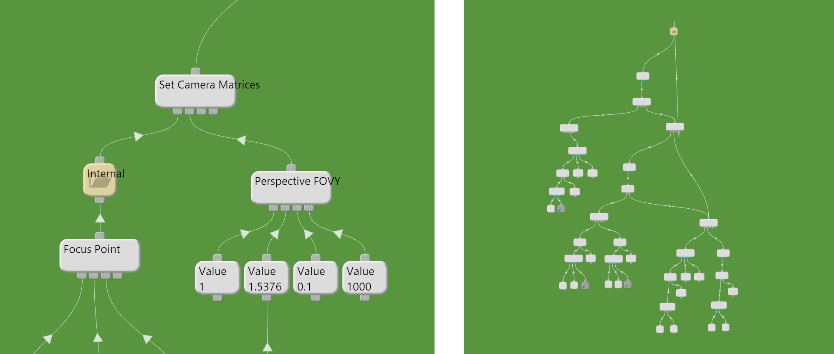 Set Camera Matrices
Internal
Perspective FOVY
Focus Point
Value
1
Value
1.5376
Value
0.1
Value
1000